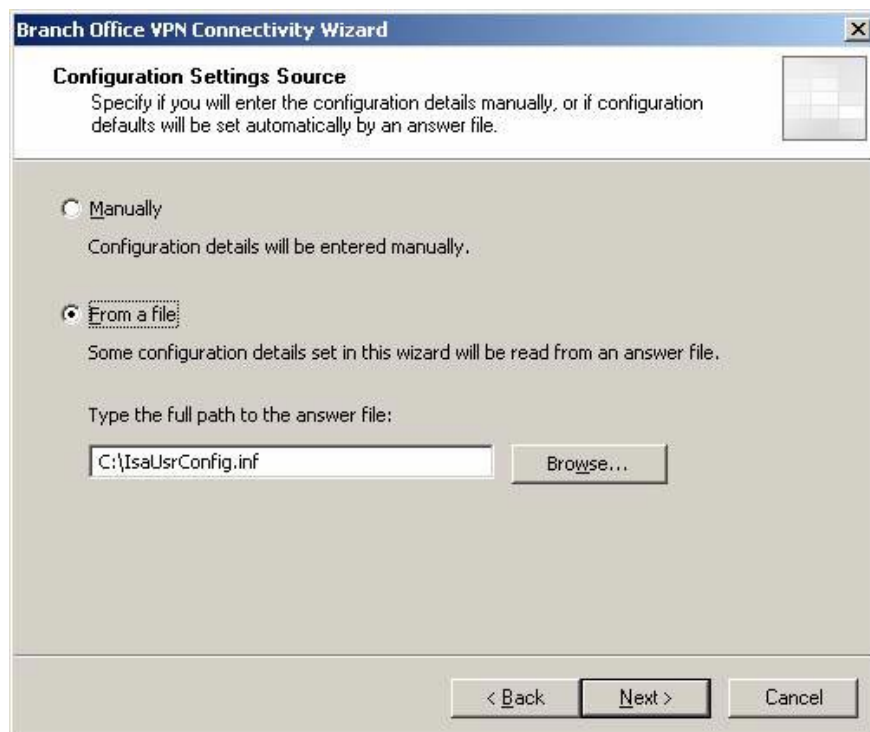 Branch Office VPN Connectivity Wizard
Configuration Settings Source
Specify if you will enter the configuration details manually, or if configuration
defaults will be set automatically by an answer file.
Manually
Configuration details will be entered manually.
From a file
Some configuration details set in this wizard will be read from an answer file.
Type the full path to the answer file:
C:\IsaUsrConfig.inf
Browse...
< Back
Next >
Cancel